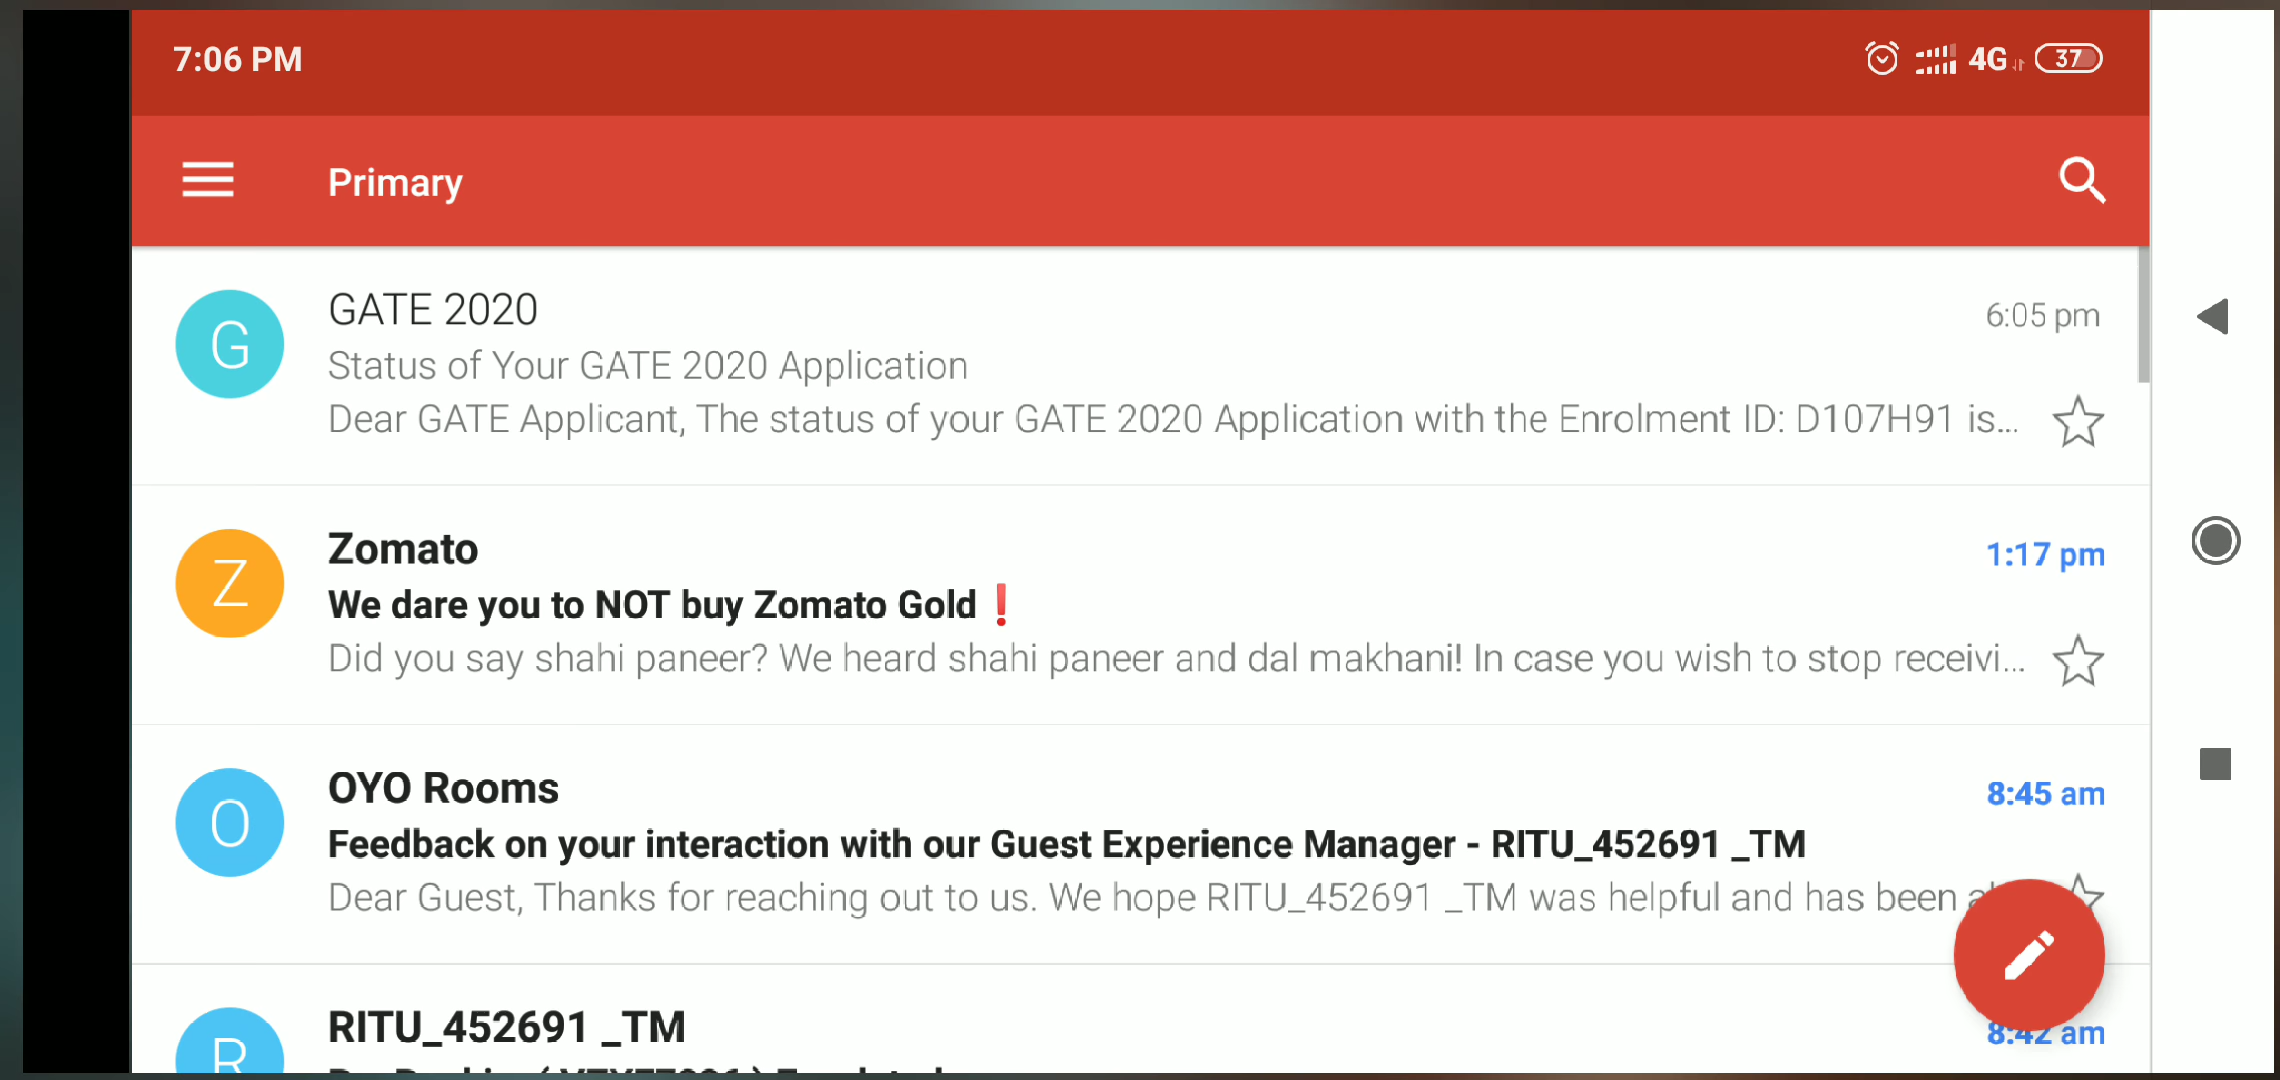 7:06 PM
4G 37
Primary
G
GATE 2020
6:05 pm
Status of Your GATE 2020 Application
Dear GATE Applicant, The status of your GATE 2020 Application with the Enrolment ID: D107H91 is...
Z
Zomato
1:17 pm
We dare you to NOT buy Zomato Gold❗
Did you say shahi paneer? We heard shahi paneer and dal makhani! In case you wish to stop receivi...
O
OYO Rooms
8:45 am
Feedback on your interaction with our Guest Experience Manager - RITU_452691 _TM
Dear Guest, Thanks for reaching out to us. We hope RITU_452691 _TM was helpful and has been
R
RITU_452691 _TM
8:42 am